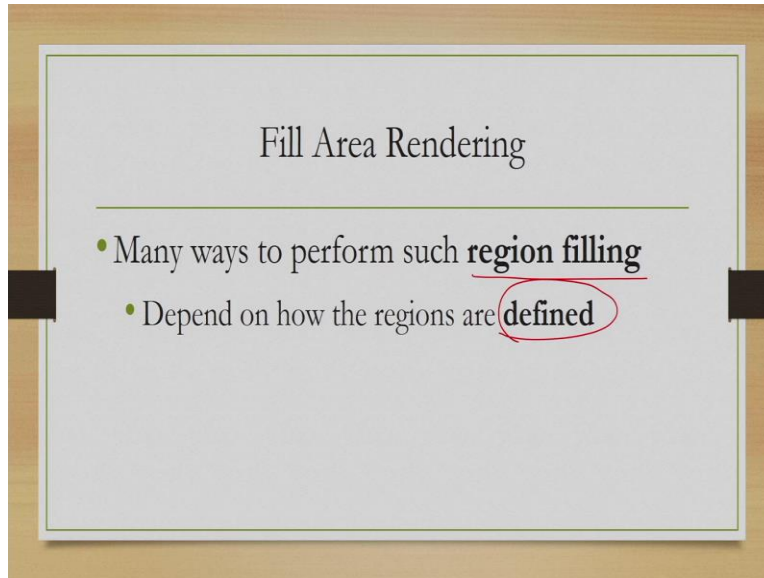 Fill Area Rendering
• Many ways to perform such region filling
• Depend on how the regions are defined